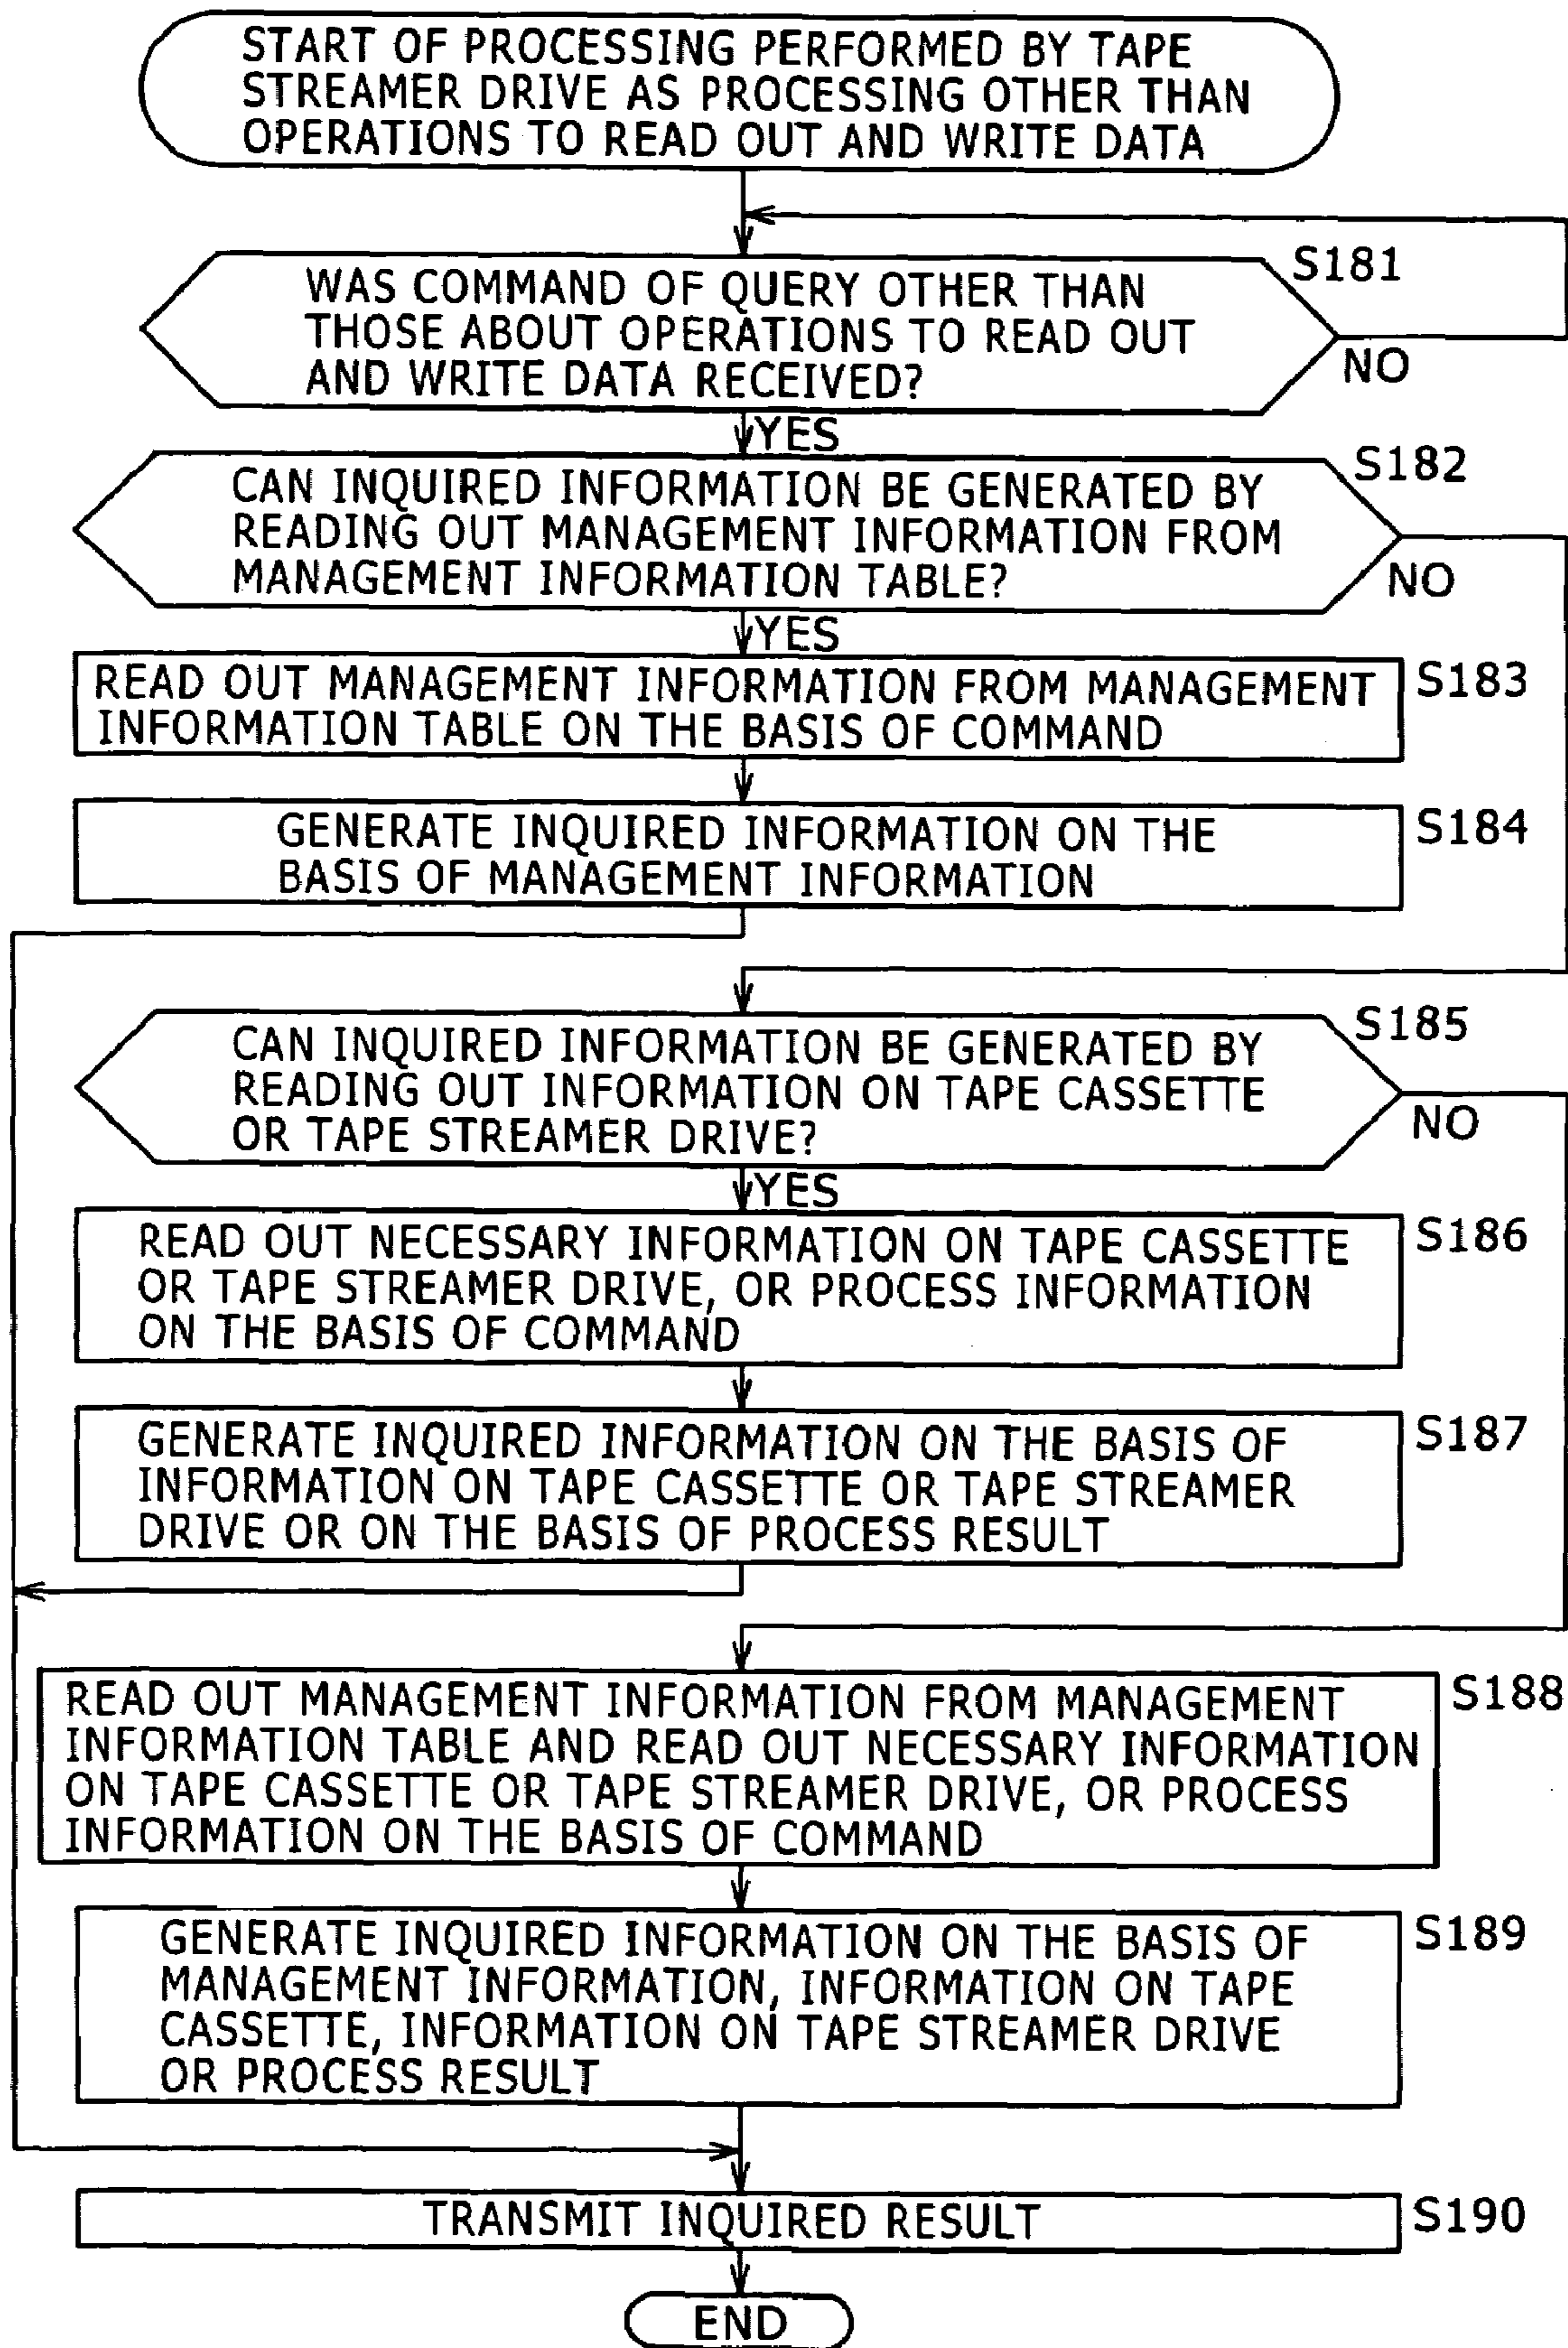 START OF PROCESSING PERFORMED BY TAPE
STREAMER DRIVE AS PROCESSING OTHER THAN
OPERATIONS TO READ OUT AND WRITE DATA
S181
WAS COMMAND OF QUERY OTHER THAN
THOSE ABOUT OPERATIONS TO READ OUT
AND WRITE DATA RECEIVED?
NO
YES
S182
CAN INQUIRED INFORMATION BE GENERATED BY
READING OUT MANAGEMENT INFORMATION FROM
MANAGEMENT INFORMATION TABLE?
NO
YES
S183
READ OUT MANAGEMENT INFORMATION FROM MANAGEMENT
INFORMATION TABLE ON THE BASIS OF COMMAND
S184
GENERATE INQUIRED INFORMATION ON THE
BASIS OF MANAGEMENT INFORMATION
S185
CAN INQUIRED INFORMATION BE GENERATED BY
READING OUT INFORMATION ON TAPE CASSETTE
OR TAPE STREAMER DRIVE?
NO
YES
S186
READ OUT NECESSARY INFORMATION ON TAPE CASSETTE
OR TAPE STREAMER DRIVE, OR PROCESS INFORMATION
ON THE BASIS OF COMMAND
S187
GENERATE INQUIRED INFORMATION ON THE BASIS OF
INFORMATION ON TAPE CASSETTE OR TAPE STREAMER
DRIVE OR ON THE BASIS OF PROCESS RESULT
S188
READ OUT MANAGEMENT INFORMATION FROM MANAGEMENT
INFORMATION TABLE AND READ OUT NECESSARY INFORMATION
ON TAPE CASSETTE OR TAPE STREAMER DRIVE, OR PROCESS
INFORMATION ON THE BASIS OF COMMAND
S189
GENERATE INQUIRED INFORMATION ON THE BASIS OF
MANAGEMENT INFORMATION, INFORMATION ON TAPE
CASSETTE, INFORMATION ON TAPE STREAMER DRIVE
OR PROCESS RESULT
TRANSMIT INQUIRED RESULT
S190
END